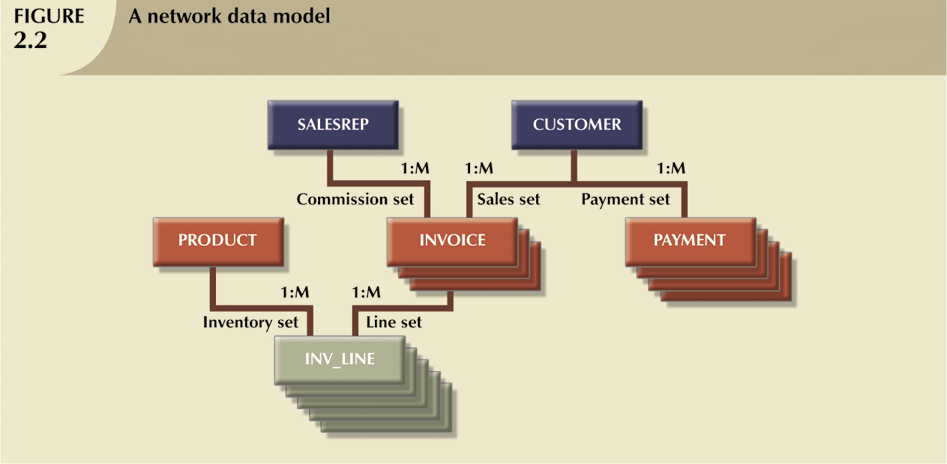 FIGURE
2.2
A network data model
SALESREP
CUSTOMER
1:M
1:M
1:M
Commission set
Sales set
Payment set
PRODUCT
INVOICE
PAYMENT
1:M
1:M
Inventory set
Line set
INV_LINE